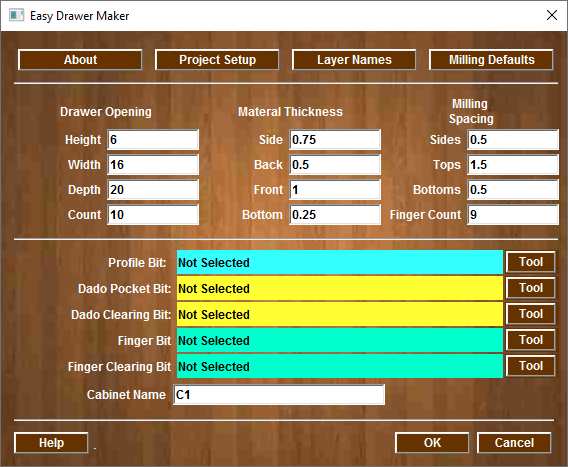 Easy Drawer Maker
About Project Setup Layer Names Milling Defaults
Drawer Opening Materal Thickness Milling
Spacing
Height 6 Side 0.75 Sides 0.5
Width 16 Back 0.5 Tops 1.5
Depth 20 Front 1 Bottoms 0.5
Count 10 Bottom 0.25 Finger Count 9
Profile Bit: Not Selected Tool
Dado Pocket Bit: Not Selected Tool
Dado Clearing Bit: Not Selected Tool
Finger Bit Not Selected Tool
Finger Clearing Bit Not Selected Tool
Cabinet Name C1
Help . OK Cancel